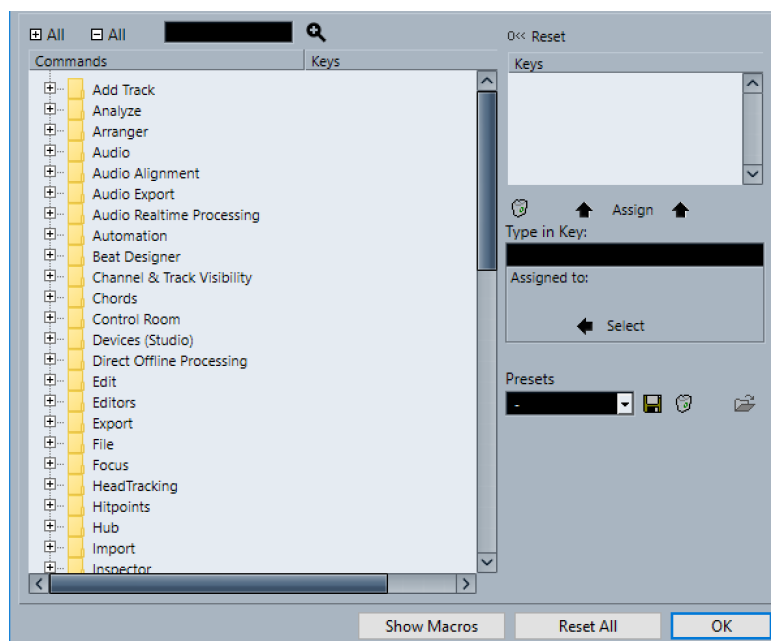 All All
0<< Reset
Commands Keys
Keys
Add Track
Analyze
Arranger
Audio
Audio Alignment
Audio Export
Audio Realtime Processing
Automation
Beat Designer
Channel & Track Visibility
Chords
Control Room
Devices (Studio)
Direct Offline Processing
Edit
Editors
Export
File
Focus
HeadTracking
Hitpoints
Hub
Import
Inspector
Assign
Type in Key:
Assigned to:
Select
Presets
-
Show Macros Reset All OK